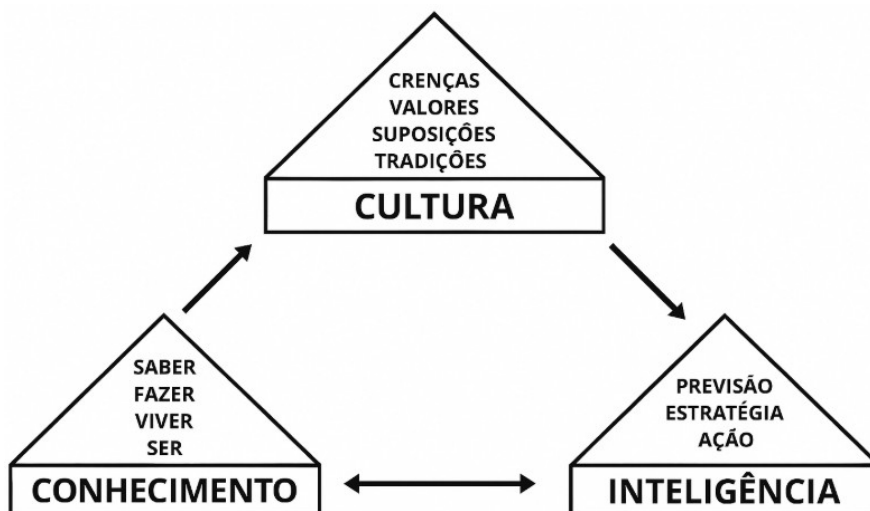 CRENÇAS
VALORES
SUPOSIÇÕES
TRADIÇÕES
CULTURA
SABER
FAZER
VIVER
SER
CONHECIMENTO
PREVISÃO
ESTRATÉGIA
AÇÃO
INTELIGÊNCIA